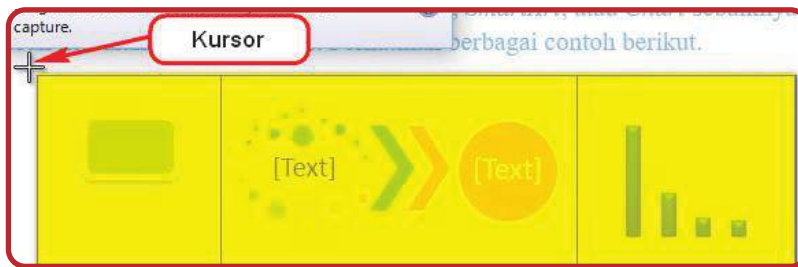 capture.
Kursor
berbagai contoh berikut.
[Text]
[Text]